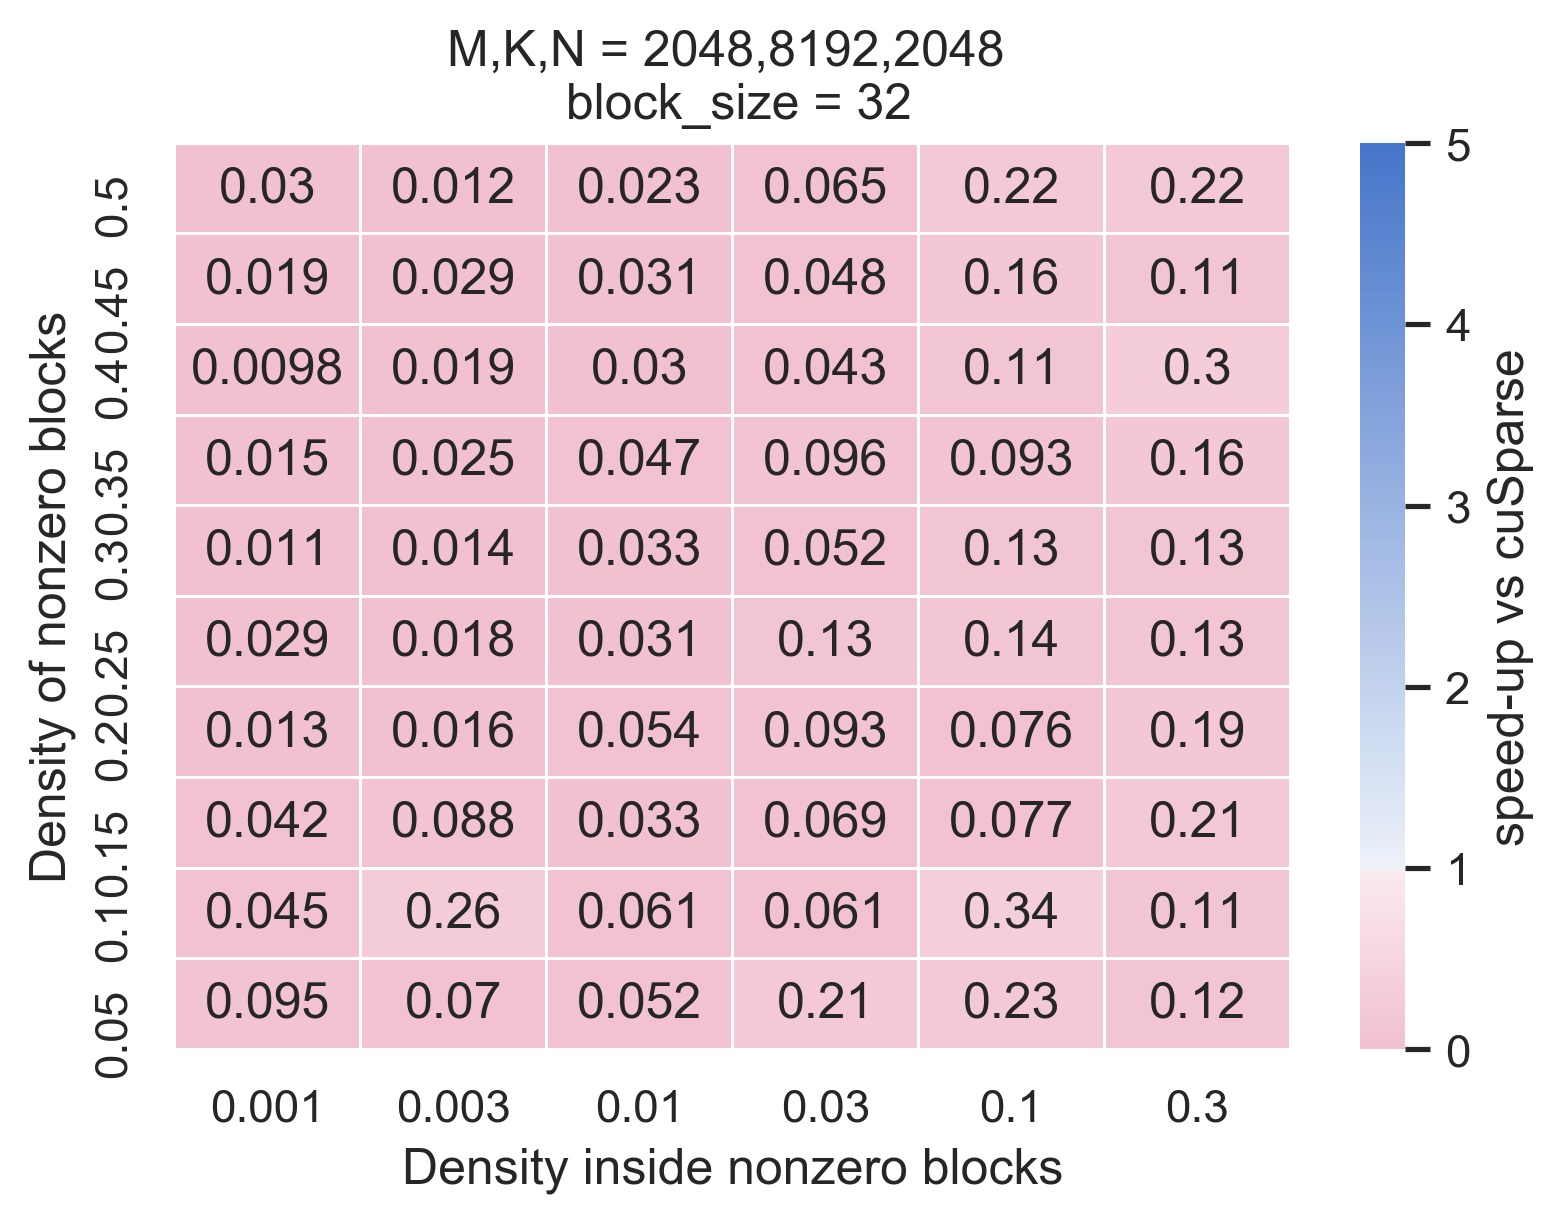 M,K,N = 2048,8192,2048
block_size = 32
Density of nonzero blocks
0.5 0.03 0.012 0.023 0.065 0.22 0.22
0.45 0.019 0.029 0.031 0.048 0.16 0.11
0.4 0.0098 0.019 0.03 0.043 0.11 0.3
0.35 0.015 0.025 0.047 0.096 0.093 0.16
0.3 0.011 0.014 0.033 0.052 0.13 0.13
0.25 0.029 0.018 0.031 0.13 0.14 0.13
0.2 0.013 0.016 0.054 0.093 0.076 0.19
0.15 0.042 0.088 0.033 0.069 0.077 0.21
0.1 0.045 0.26 0.061 0.061 0.34 0.11
0.05 0.095 0.07 0.052 0.21 0.23 0.12
0.001 0.003 0.01 0.03 0.1 0.3
Density inside nonzero blocks
5
4
3
2
1
0
speed-up vs cuSparse